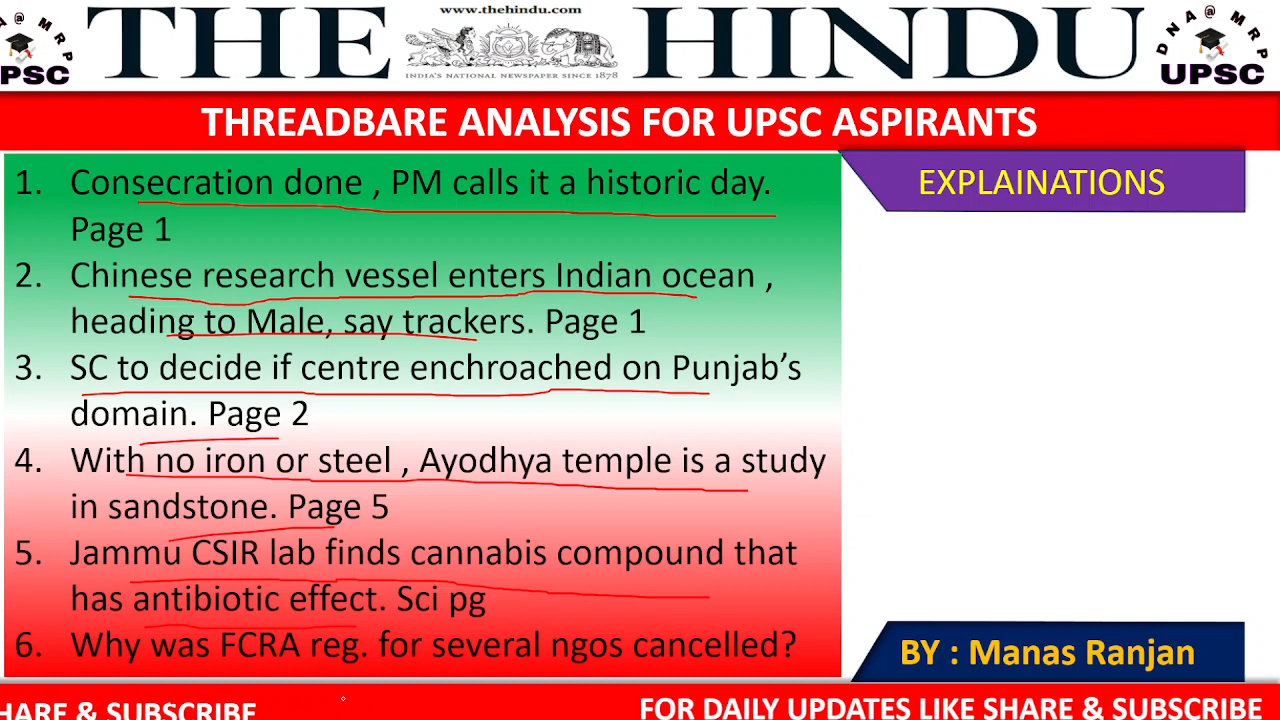 www.thehindu.com
THE HINDU
INDIA'S NATIONAL NEWSPAPER SINCE 1878
@MRP
PSC
DNA@MRP
UPSC
THREADBARE ANALYSIS FOR UPSC ASPIRANTS
1. Consecration done , PM calls it a historic day.
Page 1
2. Chinese research vessel enters Indian ocean ,
heading to Male, say trackers. Page 1
3. SC to decide if centre enchroached on Punjab's
domain. Page 2
4. With no iron or steel , Ayodhya temple is a study
in sandstone. Page 5
5. Jammu CSIR lab finds cannabis compound that
has antibiotic effect. Sci pg
6. Why was FCRA reg. for several ngos cancelled?
EXPLAINATIONS
BY : Manas Ranjan
HARE & SUBSCRIBE
FOR DAILY UPDATES LIKE SHARE & SUBSCRIBE